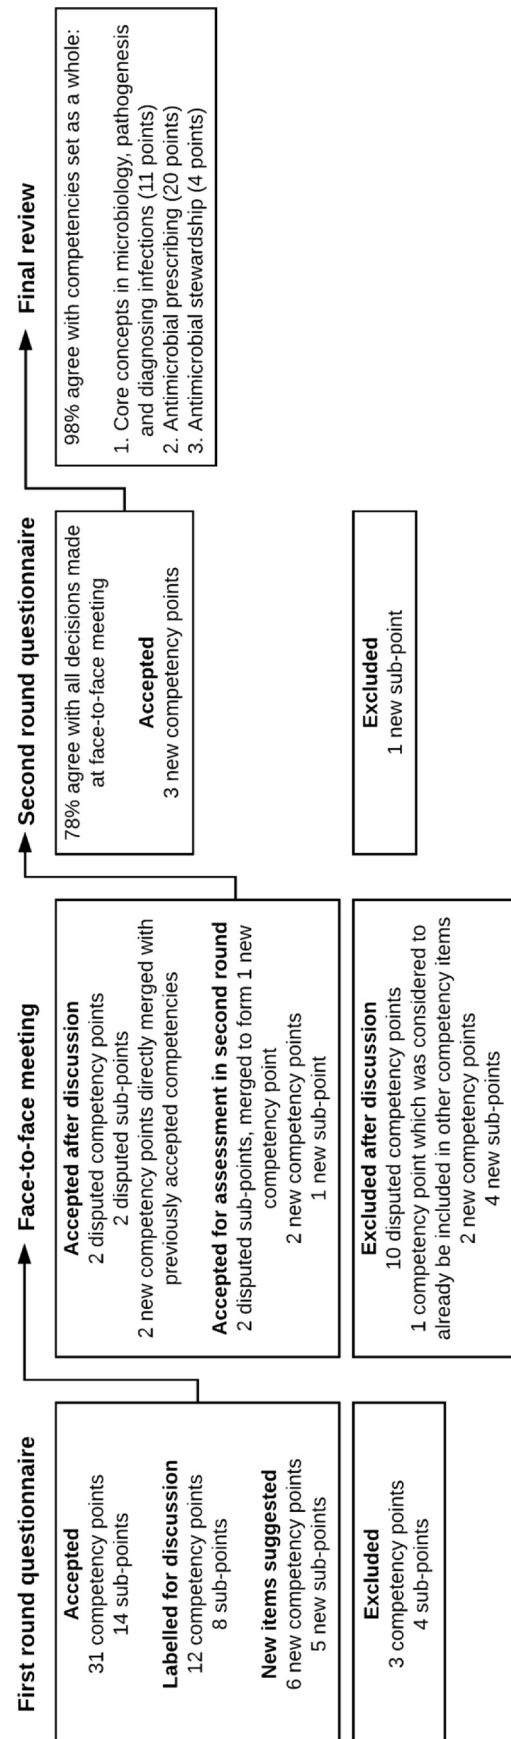 First round questionnaire
Accepted
31 competency points
14 sub-points
Labelled for discussion
12 competency points
8 sub-points
New items suggested
6 new competency points
5 new sub-points
Excluded
3 competency points
4 sub-points
Face-to-face meeting
Accepted after discussion
2 disputed competency points
2 disputed sub-points
2 new competency points directly merged with
previously accepted competencies
Accepted for assessment in second round
2 disputed sub-points, merged to form 1 new
competency point
2 new competency points
1 new sub-point
Excluded after discussion
10 disputed competency points
1 competency point which was considered to
already be included in other competency items
2 new competency points
4 new sub-points
Second round questionnaire
78% agree with all decisions made
at face-to-face meeting
Accepted
3 new competency points
Excluded
1 new sub-point
Final review
98% agree with competencies set as a whole:
1. Core concepts in microbiology, pathogenesis
and diagnosing infections (11 points)
2. Antimicrobial prescribing (20 points)
3. Antimicrobial stewardship (4 points)